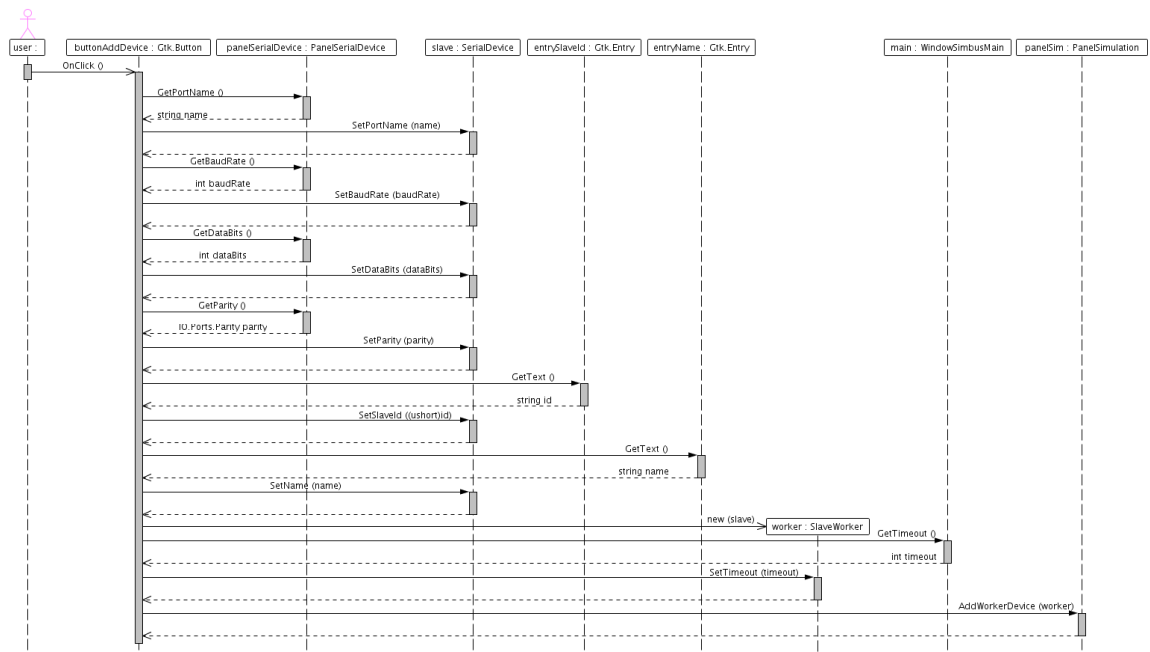 user :
buttonAddDevice : Gtk.Button
panelSerialDevice : PanelSerialDevice
slave : SerialDevice
entrySlaveId : Gtk.Entry
entryName : Gtk.Entry
main : WindowSimbusMain
panelSim : PanelSimulation
OnClick ()
GetPortName ()
string name
SetPortName (name)
GetBaudRate ()
int baudRate
SetBaudRate (baudRate)
GetDataBits ()
int dataBits
SetDataBits (dataBits)
GetParity ()
IO.Ports.Parity parity
SetParity (parity)
GetText ()
string id
SetSlaveId ((ushort)id)
GetText ()
string name
SetName (name)
new (slave)
worker : SlaveWorker
GetTimeout ()
int timeout
SetTimeout (timeout)
AddWorkerDevice (worker)